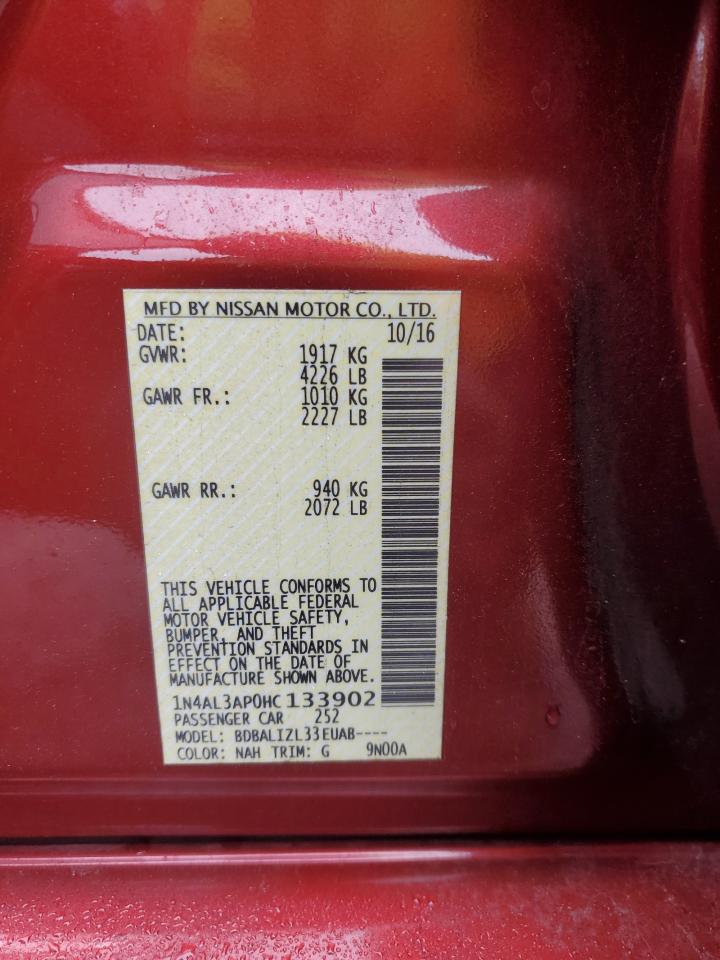 MFD BY NISSAN MOTOR CO., LTD.
DATE: 10/16
GVWR: 1917 KG
4226 LB
GAWR FR.: 1010 KG
2227 LB
GAWR RR.: 940 KG
2072 LB
THIS VEHICLE CONFORMS TO
ALL APPLICABLE FEDERAL
MOTOR VEHICLE SAFETY,
BUMPER, AND THEFT
PREVENTION STANDARDS IN
EFFECT ON THE DATE OF
MANUFACTURE SHOWN ABOVE.
1N4AL3AP0HC 133902
PASSENGER CAR 252
MODEL: BDBALIZL33EUAB----
COLOR: NAH TRIM: G 9N00A